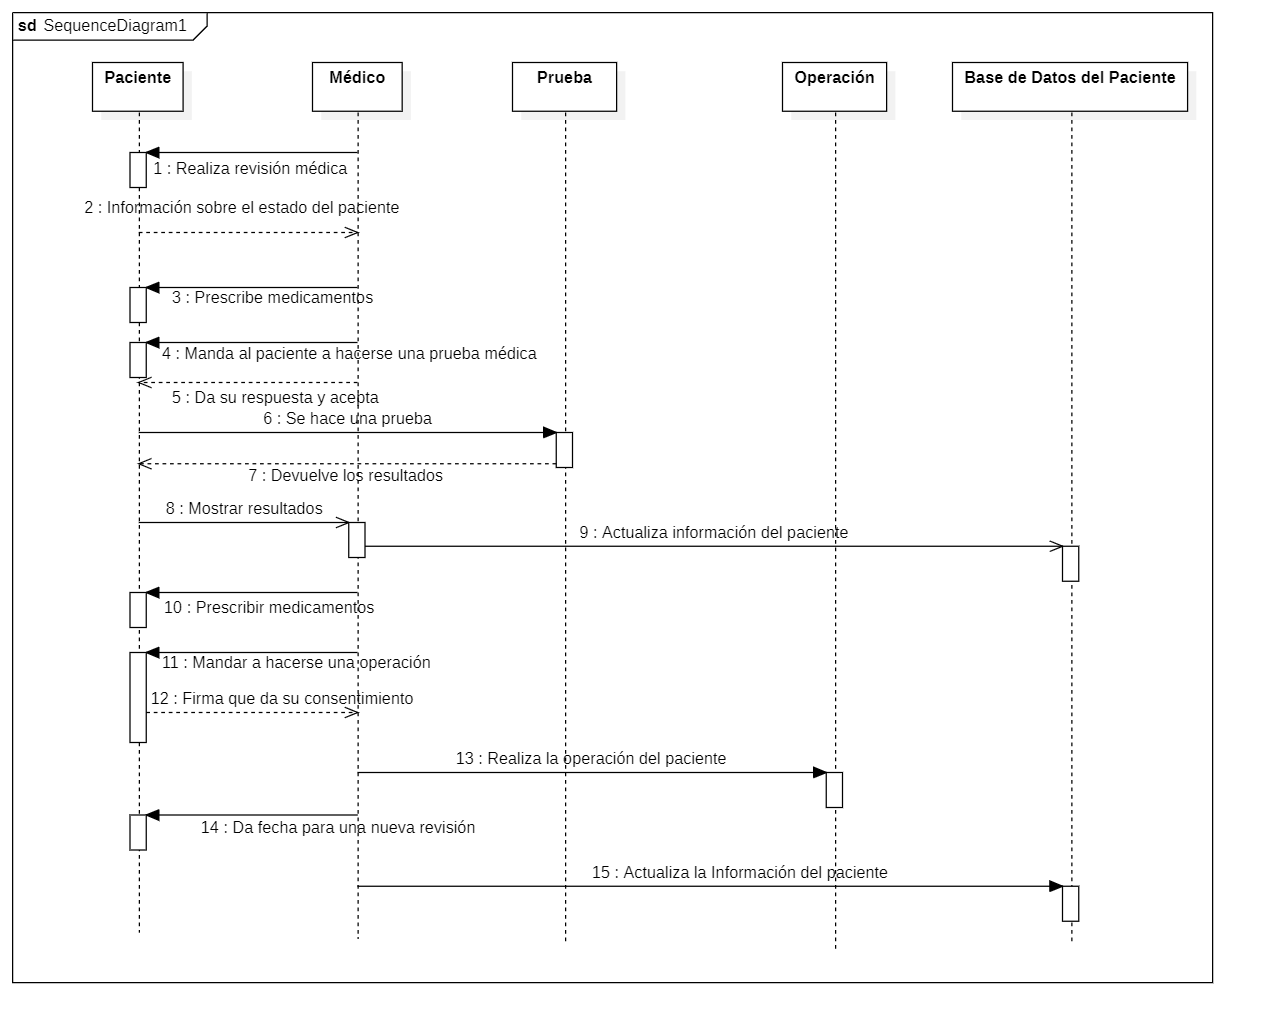 sd SequenceDiagram1
Paciente
Médico
Prueba
Operación
Base de Datos del Paciente
1 : Realiza revisión médica
2 : Información sobre el estado del paciente
3 : Prescribe medicamentos
4 : Manda al paciente a hacerse una prueba médica
5 : Da su respuesta y acepta
6 : Se hace una prueba
7 : Devuelve los resultados
8 : Mostrar resultados
9 : Actualiza información del paciente
10 : Prescribir medicamentos
11 : Mandar a hacerse una operación
12 : Firma que da su consentimiento
13 : Realiza la operación del paciente
14 : Da fecha para una nueva revisión
15 : Actualiza la Información del paciente